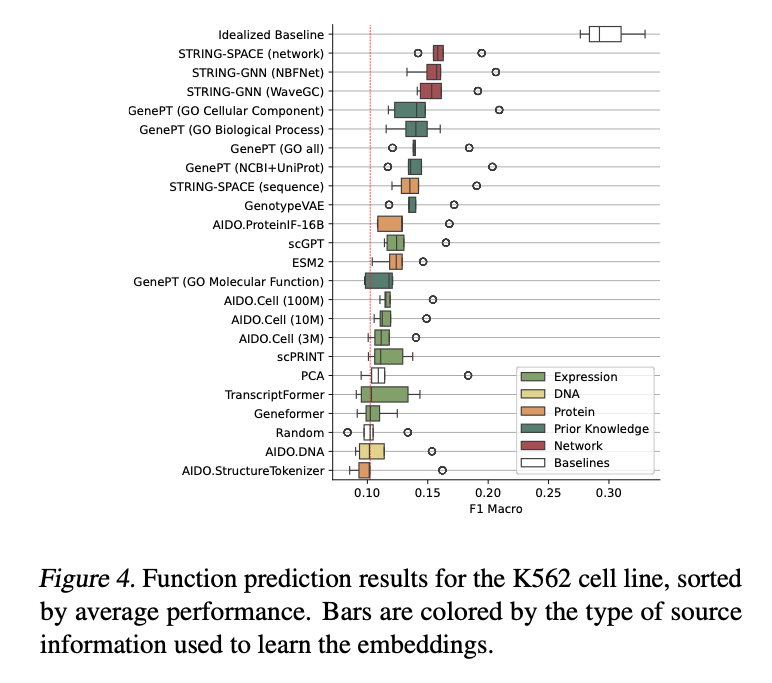 Idealized Baseline
STRING-SPACE (network)
STRING-GNN (NBFNet)
STRING-GNN (WaveGC)
GenePT (GO Cellular Component)
GenePT (GO Biological Process)
GenePT (GO all)
GenePT (NCBI+UniProt)
STRING-SPACE (sequence)
GenotypeVAE
AIDO.ProteinIF-16B
scGPT
ESM2
GenePT (GO Molecular Function)
AIDO.Cell (100M)
AIDO.Cell (10M)
AIDO.Cell (3M)
scPRINT
PCA
TranscriptFormer
Geneformer
Random
AIDO.DNA
AIDO.StructureTokenizer
Expression
DNA
Protein
Prior Knowledge
Network
Baselines
0.10 0.15 0.20 0.25 0.30
F1 Macro
Figure 4. Function prediction results for the K562 cell line, sorted
by average performance. Bars are colored by the type of source
information used to learn the embeddings.